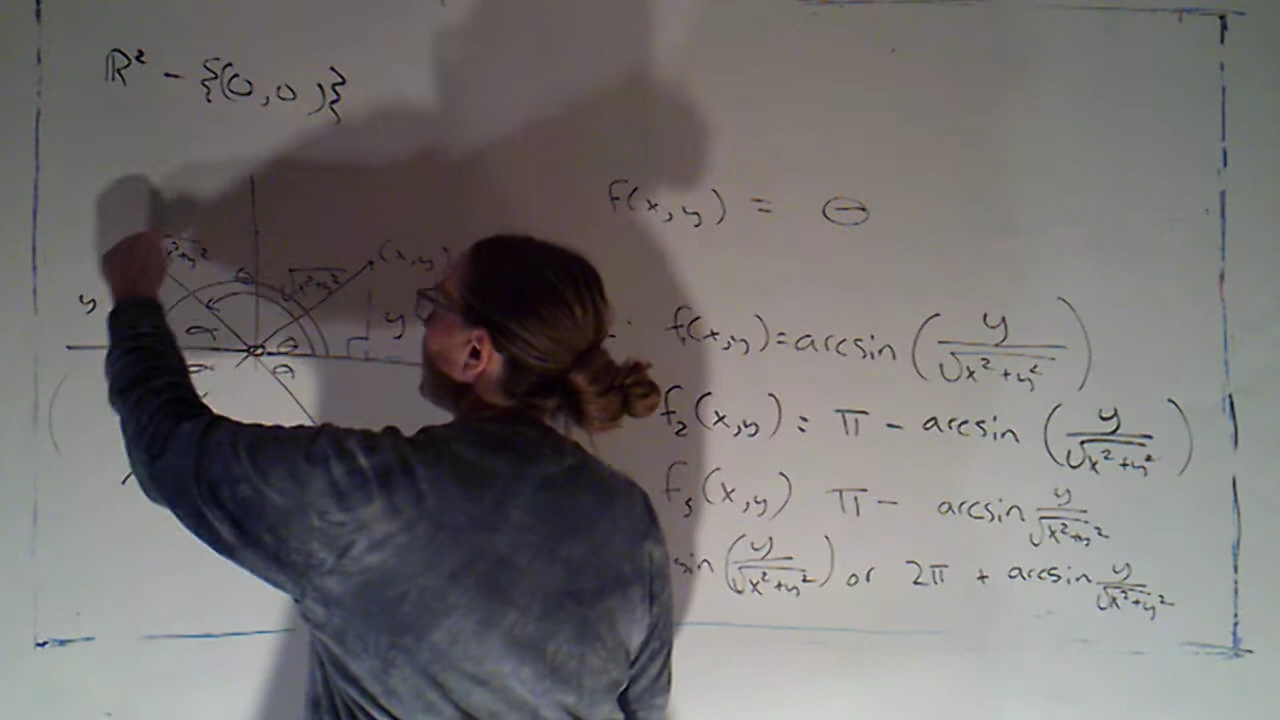 ℝ² - {(0,0)}
f(x,y) = θ
√x²+y² (x,y)
y α θ y
α θ
f(x,y)=arcsin (y/√x²+y²)
f₂(x,y): π - arcsin (y/√x²+y²)
f₃(x,y) π - arcsin y/√x²+y²
sin (y/√x²+y²) or 2π + arcsin y/√x²+y²